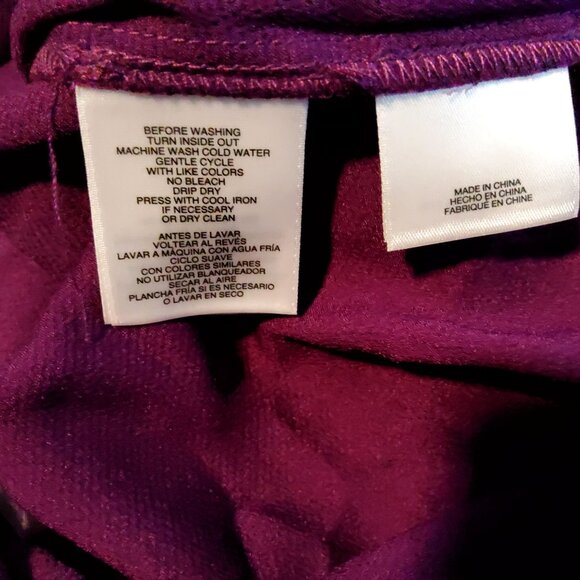 BEFORE WASHING
TURN INSIDE OUT
MACHINE WASH COLD WATER
GENTLE CYCLE
WITH LIKE COLORS
NO BLEACH
DRIP DRY
PRESS WITH COOL IRON
IF NECESSARY
OR DRY CLEAN
ANTES DE LAVAR
VOLTEAR AL REVÉS
LAVAR A MÁQUINA CON AGUA FRÍA
CICLO SUAVE
CON COLORES SIMILARES
NO UTILIZAR BLANQUEADOR
SECAR AL AIRE
PLANCHA FRÍA SI ES NECESARIO
O LAVAR EN SECO
MADE IN CHINA
HECHO EN CHINA
FABRIQUÉ EN CHINE